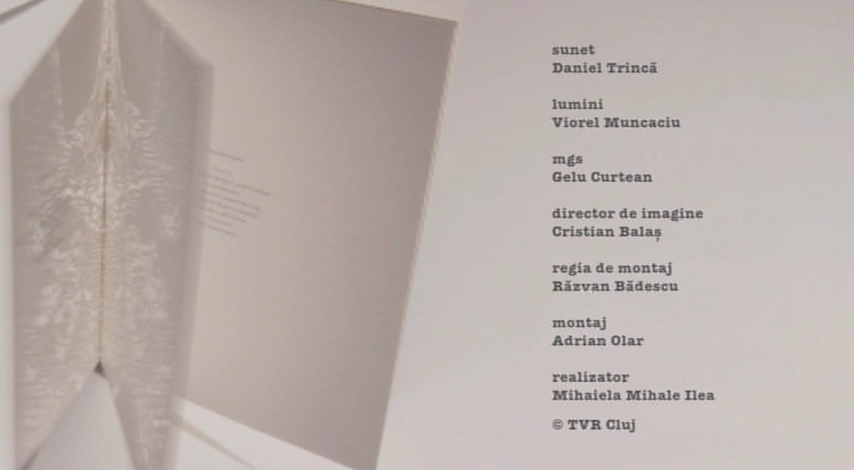 sunet
Daniel Trincă
lumini
Viorel Muncaciu
mgs
Gelu Curtean
director de imagine
Cristian Balaș
regia de montaj
Răzvan Bădescu
montaj
Adrian Olar
realizator
Mihaiela Mihale Ilea
© TVR Cluj